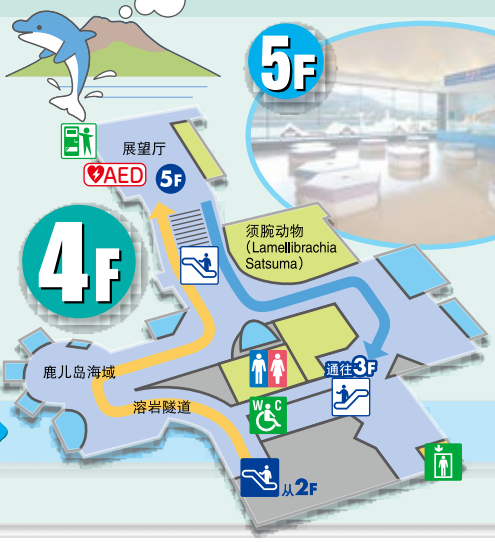 5F
展望厅
AED
5F
4F
须腕动物
(Lamellibrachia
Satsuma)
鹿儿岛海域
溶岩隧道
通往3F
WC
从2F